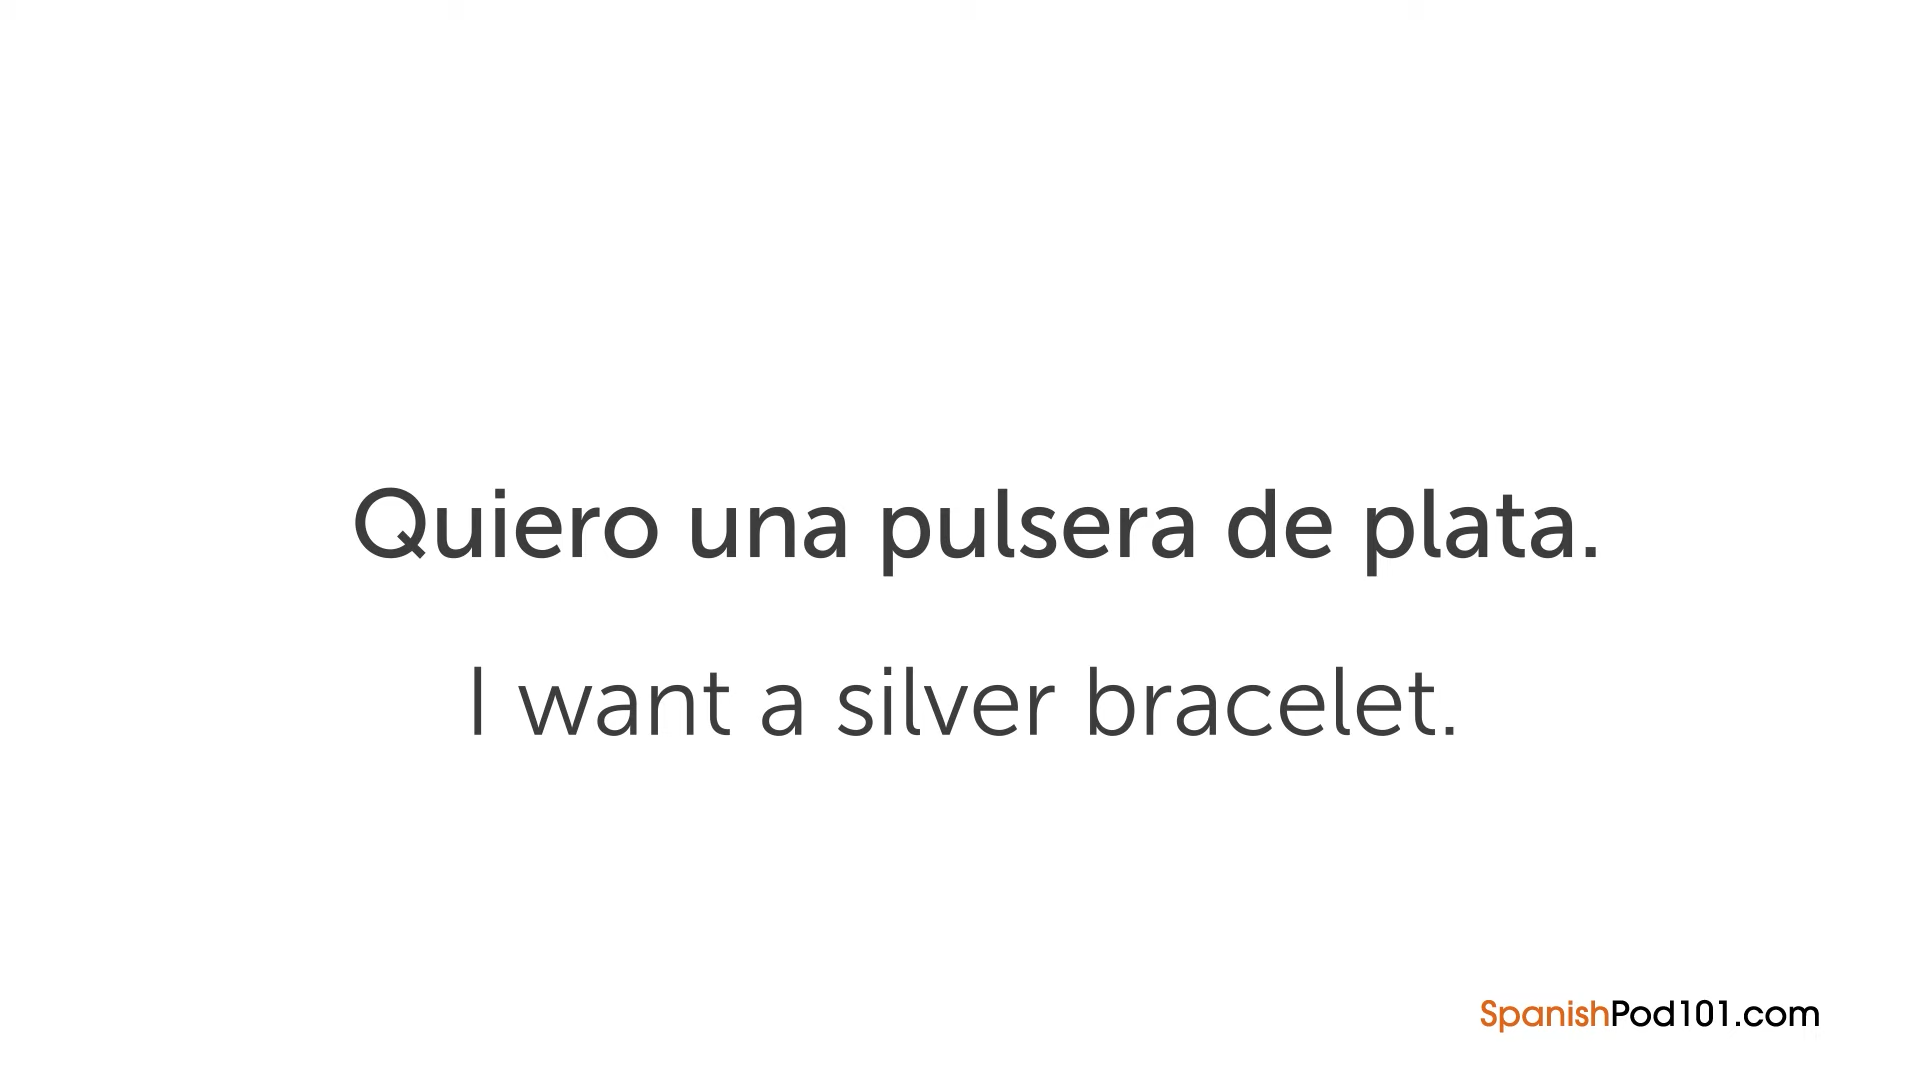 Quiero una pulsera de plata.
I want a silver bracelet.
SpanishPod101.com